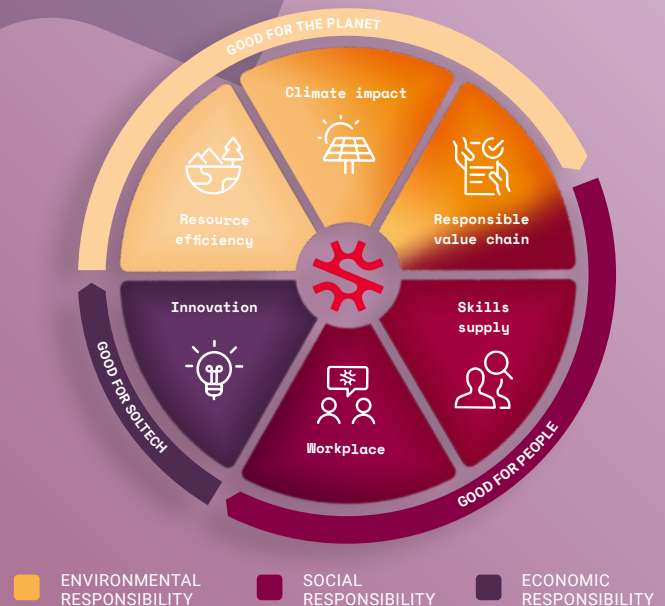 GOOD FOR THE PLANET
Climate impact
Resource
efficiency
Responsible
value chain
Innovation
Skills
supply
Workplace
GOOD FOR SOLTECH
GOOD FOR PEOPLE
ENVIRONMENTAL
RESPONSIBILITY
SOCIAL
RESPONSIBILITY
ECONOMIC
RESPONSIBILITY